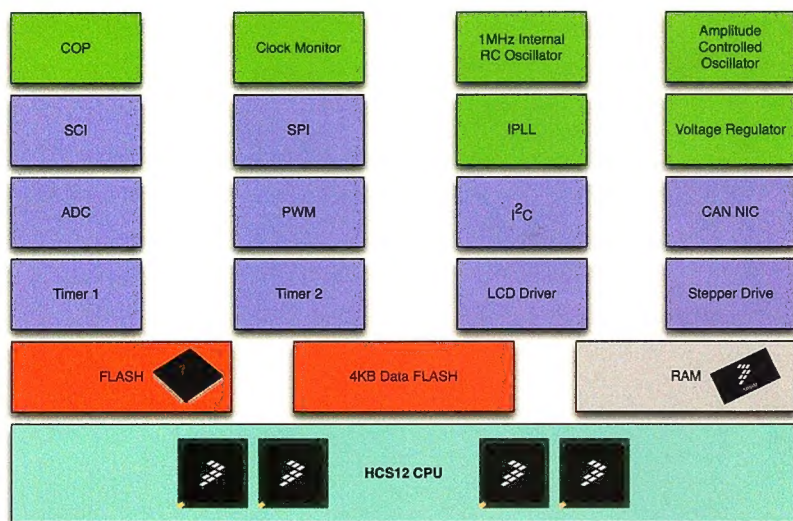 COP
Clock Monitor
1MHz Internal
RC Oscillator
Amplitude
Controlled
Oscillator
SCI
SPI
IPLL
Voltage Regulator
ADC
PWM
I²C
CAN NIC
Timer 1
Timer 2
LCD Driver
Stepper Drive
FLASH
4KB Data FLASH
RAM
HCS12 CPU